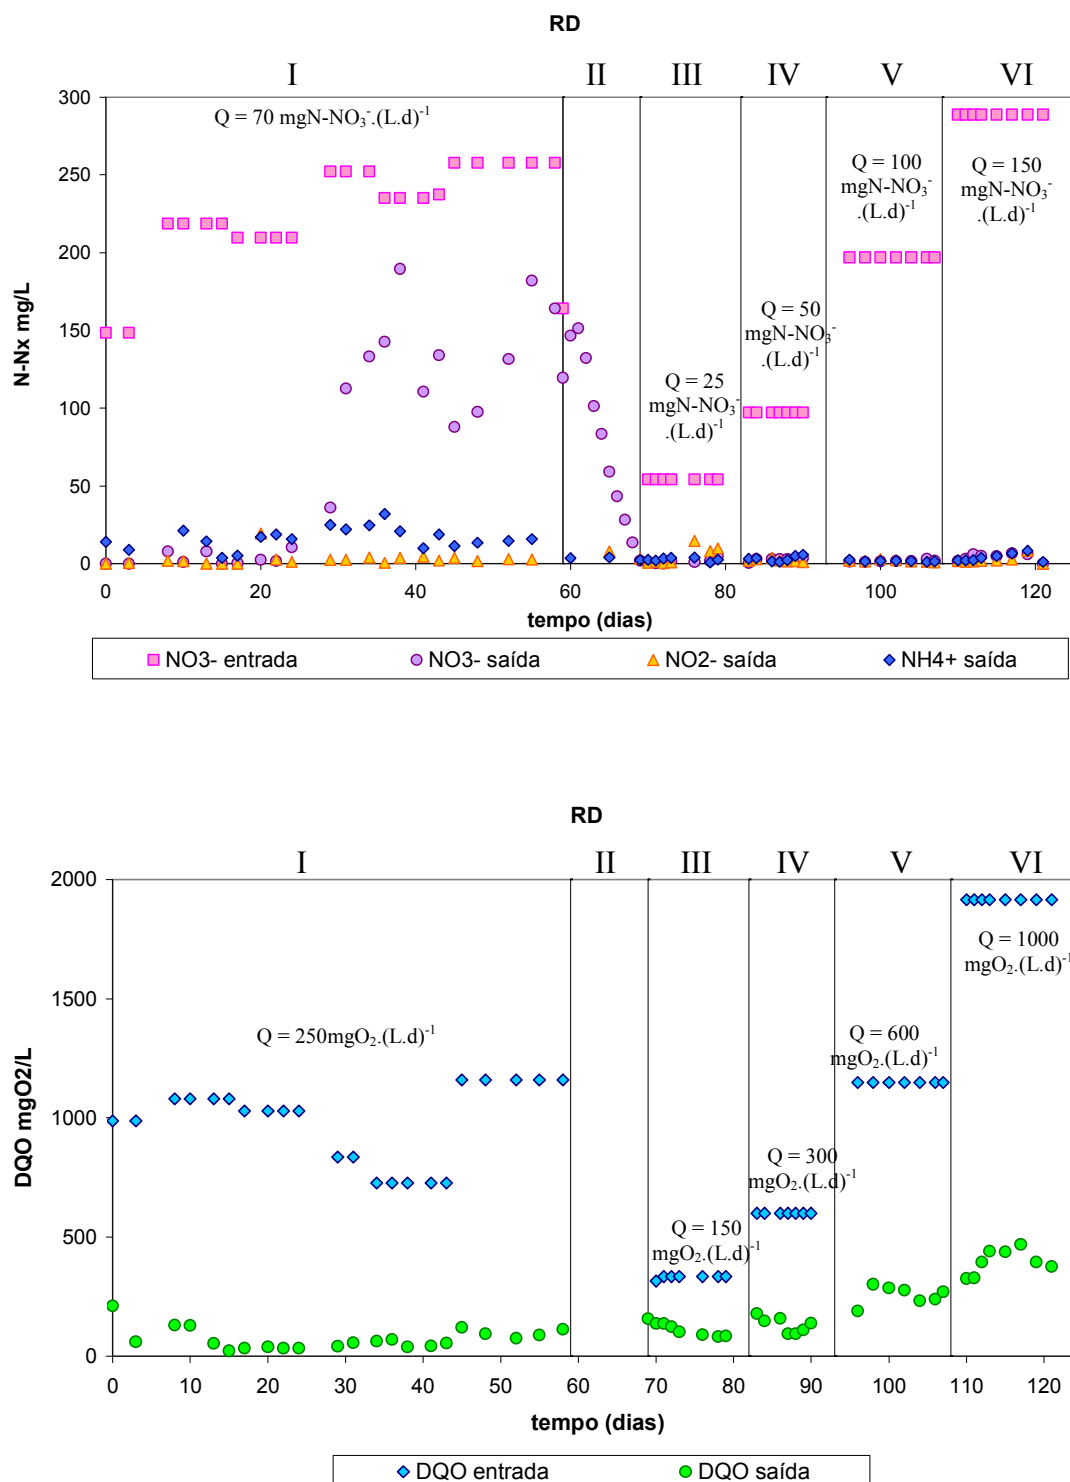 RD
I II III IV V VI
300
250
200
150
100
50
0
N-Nx mg/L
Q = 70 mgN-NO₃⁻.(L.d)⁻¹
Q = 25
mgN-NO₃⁻
.(L.d)⁻¹
Q = 50
mgN-NO₃⁻
.(L.d)⁻¹
Q = 100
mgN-NO₃⁻
.(L.d)⁻¹
Q = 150
mgN-NO₃⁻
.(L.d)⁻¹
0 20 40 60 80 100 120
tempo (dias)
NO3- entrada NO3- saída NO2- saída NH4+ saída
RD
I II III IV V VI
2000
1500
1000
500
0
DQO mgO2/L
Q = 250mgO₂.(L.d)⁻¹
Q = 150
mgO₂.(L.d)⁻¹
Q = 300
mgO₂.(L.d)⁻¹
Q = 600
mgO₂.(L.d)⁻¹
Q = 1000
mgO₂.(L.d)⁻¹
0 10 20 30 40 50 60 70 80 90 100 110 120
tempo (dias)
DQO entrada DQO saída